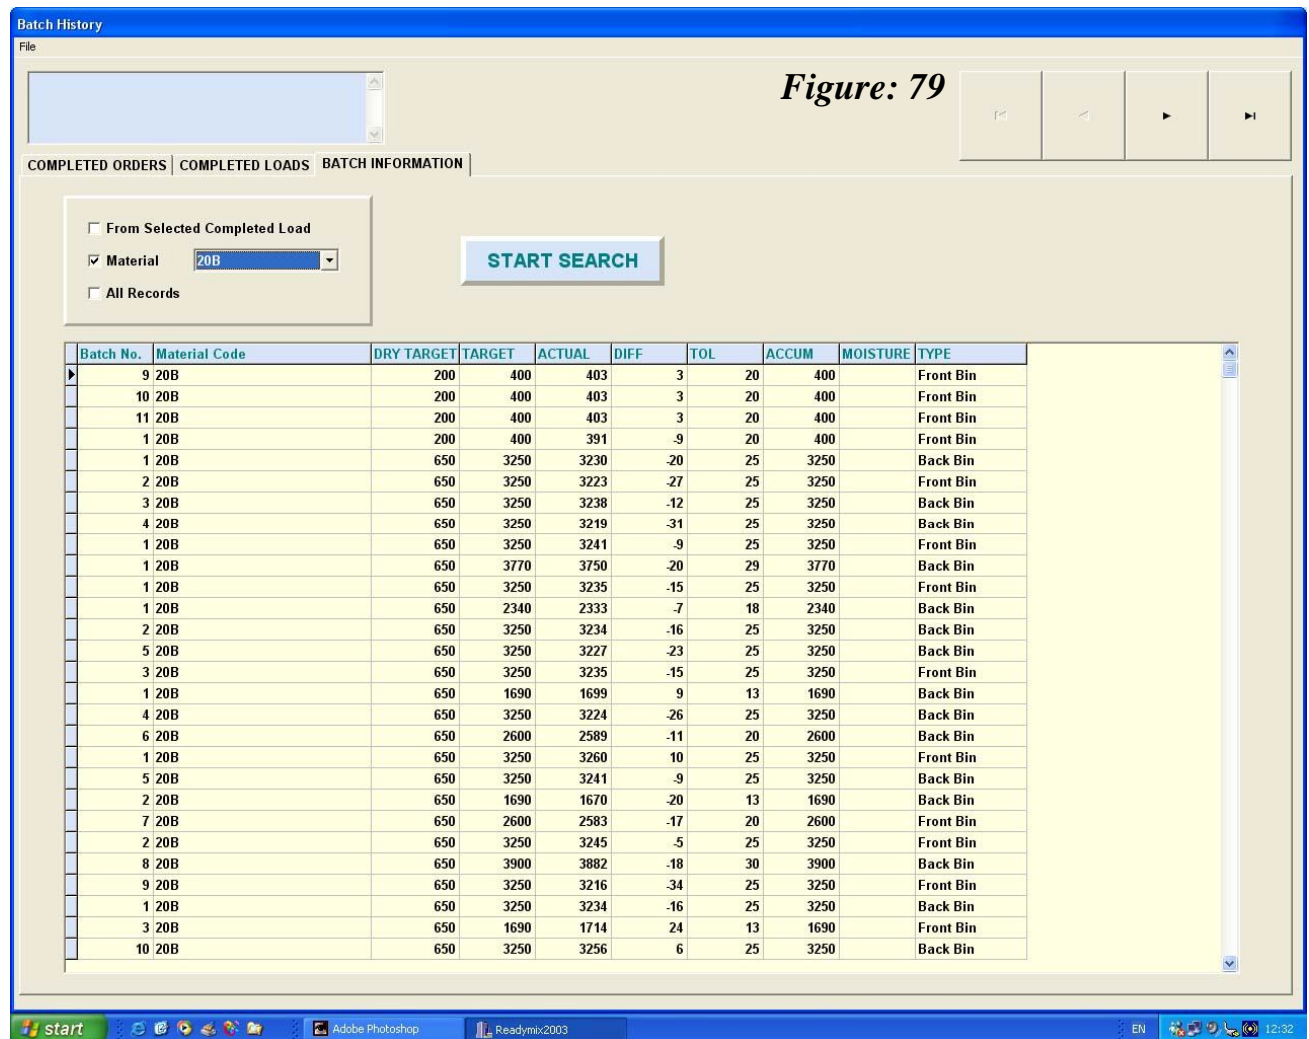 Batch History
File
Figure: 79
COMPLETED ORDERS COMPLETED LOADS BATCH INFORMATION
From Selected Completed Load
Material 20B
All Records
START SEARCH
Batch No. Material Code DRY TARGET TARGET ACTUAL DIFF TOL ACCUM MOISTURE TYPE
9 20B 200 400 403 3 20 400 Front Bin
10 20B 200 400 403 3 20 400 Front Bin
11 20B 200 400 403 3 20 400 Front Bin
1 20B 200 400 391 -9 20 400 Front Bin
1 20B 650 3250 3230 -20 25 3250 Back Bin
2 20B 650 3250 3223 -27 25 3250 Front Bin
3 20B 650 3250 3238 -12 25 3250 Back Bin
4 20B 650 3250 3219 -31 25 3250 Back Bin
1 20B 650 3250 3241 -9 25 3250 Front Bin
1 20B 650 3770 3750 -20 29 3770 Back Bin
1 20B 650 3250 3235 -15 25 3250 Front Bin
1 20B 650 2340 2333 -7 18 2340 Back Bin
2 20B 650 3250 3234 -16 25 3250 Back Bin
5 20B 650 3250 3227 -23 25 3250 Back Bin
3 20B 650 3250 3235 -15 25 3250 Front Bin
1 20B 650 1690 1699 9 13 1690 Back Bin
4 20B 650 3250 3224 -26 25 3250 Back Bin
6 20B 650 2600 2589 -11 20 2600 Back Bin
1 20B 650 3250 3260 10 25 3250 Front Bin
5 20B 650 3250 3241 -9 25 3250 Back Bin
2 20B 650 1690 1670 -20 13 1690 Back Bin
7 20B 650 2600 2583 -17 20 2600 Front Bin
2 20B 650 3250 3245 -5 25 3250 Front Bin
8 20B 650 3900 3882 -18 30 3900 Back Bin
9 20B 650 3250 3216 -34 25 3250 Front Bin
1 20B 650 3250 3234 -16 25 3250 Back Bin
3 20B 650 1690 1714 24 13 1690 Front Bin
10 20B 650 3250 3256 6 25 3250 Back Bin
start Adobe Photoshop Readymix2003 EN 12:32